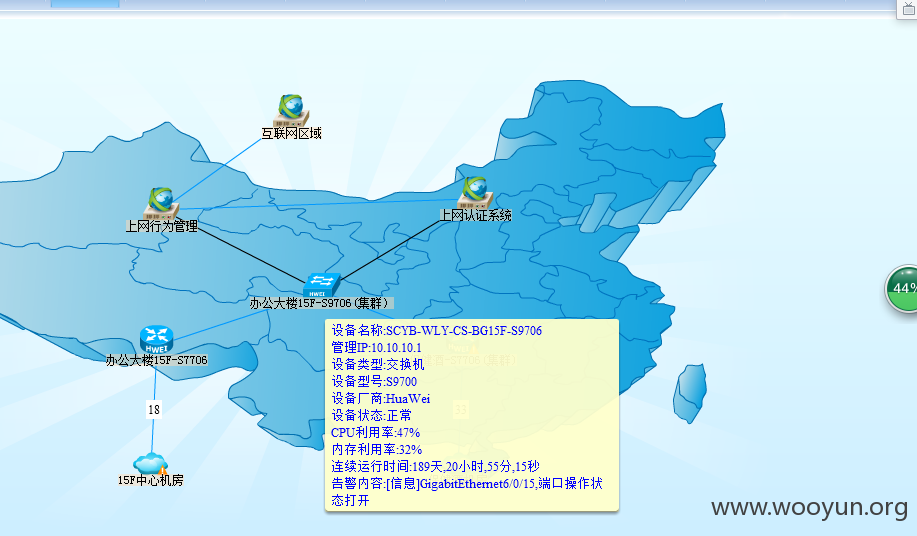 互联网区域
上网行为管理
上网认证系统
HWEI
办公大楼15F-S9706(集群)
44%
HWEI
办公大楼15F-S7706
设备名称:SCYB-WLY-CS-BG15F-S9706
管理IP:10.10.10.1
设备类型:交换机
设备型号:S9700
设备厂商:HuaWei
设备状态:正常
CPU利用率:47%
内存利用率:32%
连续运行时间:189天,20小时,55分,15秒
告警内容:[信息]GigabitEthernet6/0/15,端口操作状
态打开
18
15F中心机房
www.wooyun.org